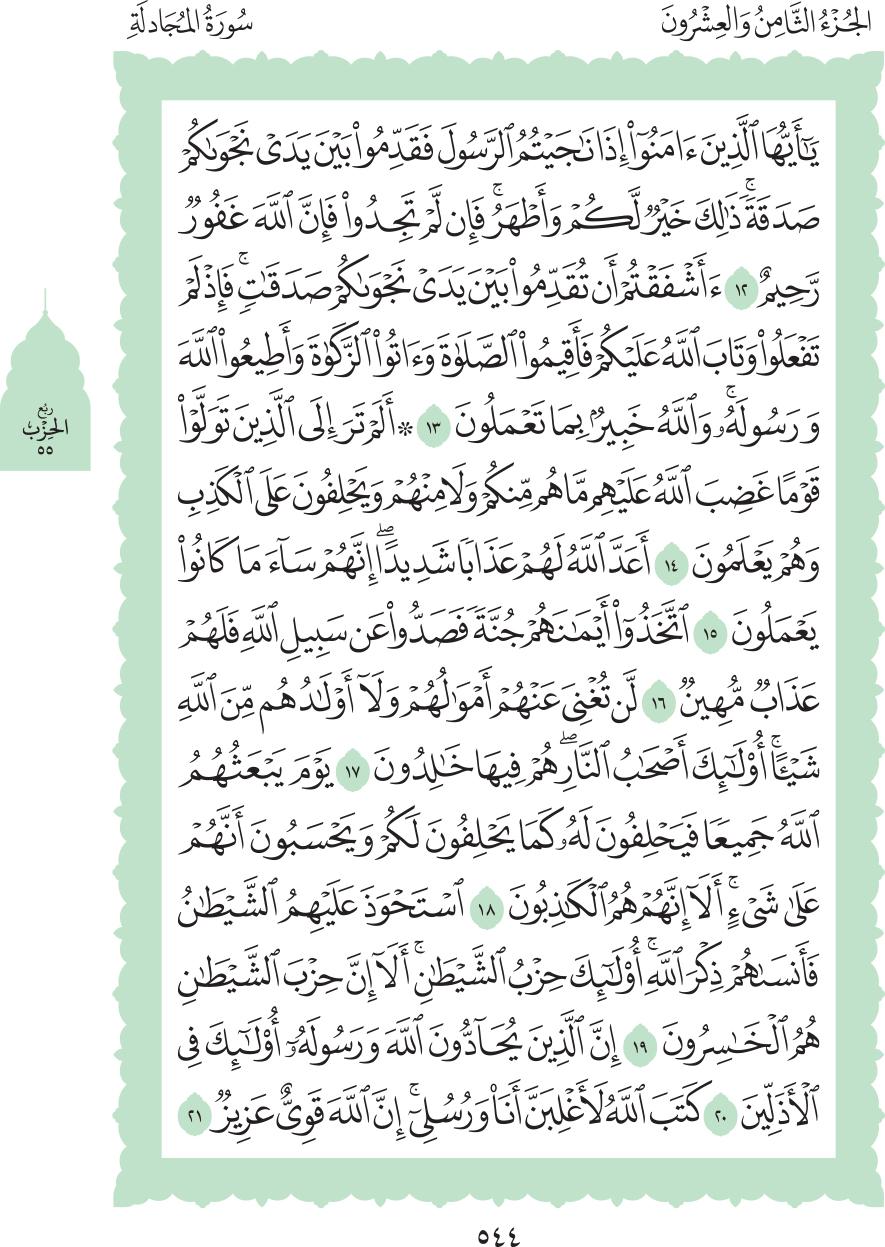 الجُزْءُ الثَّامِنُ وَالعِشْرُونَ
سُورَةُ المُجَادلَةِ
يَٰٓأَيُّهَا ٱلَّذِينَ ءَامَنُوٓاْ إِذَا نَٰجَيۡتُمُ ٱلرَّسُولَ فَقَدِّمُواْ بَيۡنَ يَدَيۡ نَجۡوَىٰكُمۡ
صَدَقَةٗۚ ذَٰلِكَ خَيۡرٞ لَّكُمۡ وَأَطۡهَرُۚ فَإِن لَّمۡ تَجِدُواْ فَإِنَّ ٱللَّهَ غَفُورٞ
رَّحِيمٌ ١٢ ءَأَشۡفَقۡتُمۡ أَن تُقَدِّمُواْ بَيۡنَ يَدَيۡ نَجۡوَىٰكُمۡ صَدَقَٰتٖۚ فَإِذۡ لَمۡ
تَفۡعَلُواْ وَتَابَ ٱللَّهُ عَلَيۡكُمۡ فَأَقِيمُواْ ٱلصَّلَوٰةَ وَءَاتُواْ ٱلزَّكَوٰةَ وَأَطِيعُواْ ٱللَّهَ
وَرَسُولَهُۥۚ وَٱللَّهُ خَبِيرُۢ بِمَا تَعۡمَلُونَ ١٣ ۞ أَلَمۡ تَرَ إِلَى ٱلَّذِينَ تَوَلَّوۡاْ
قَوۡمًا غَضِبَ ٱللَّهُ عَلَيۡهِم مَّا هُم مِّنكُمۡ وَلَا مِنۡهُمۡ وَيَحۡلِفُونَ عَلَى ٱلۡكَذِبِ
وَهُمۡ يَعۡلَمُونَ ١٤ أَعَدَّ ٱللَّهُ لَهُمۡ عَذَابٗا شَدِيدًاۖ إِنَّهُمۡ سَآءَ مَا كَانُواْ
يَعۡمَلُونَ ١٥ ٱتَّخَذُوٓاْ أَيۡمَٰنَهُمۡ جُنَّةٗ فَصَدُّواْ عَن سَبِيلِ ٱللَّهِ فَلَهُمۡ
عَذَابٞ مُّهِينٞ ١٦ لَّن تُغۡنِيَ عَنۡهُمۡ أَمۡوَٰلُهُمۡ وَلَآ أَوۡلَٰدُهُم مِّنَ ٱللَّهِ
شَيۡـًٔاۚ أُوْلَٰٓئِكَ أَصۡحَٰبُ ٱلنَّارِۖ هُمۡ فِيهَا خَٰلِدُونَ ١٧ يَوۡمَ يَبۡعَثُهُمُ
ٱللَّهُ جَمِيعٗا فَيَحۡلِفُونَ لَهُۥ كَمَا يَحۡلِفُونَ لَكُمۡ وَيَحۡسَبُونَ أَنَّهُمۡ
عَلَىٰ شَيۡءٍۚ أَلَآ إِنَّهُمۡ هُمُ ٱلۡكَٰذِبُونَ ١٨ ٱسۡتَحۡوَذَ عَلَيۡهِمُ ٱلشَّيۡطَٰنُ
فَأَنسَىٰهُمۡ ذِكۡرَ ٱللَّهِۚ أُوْلَٰٓئِكَ حِزۡبُ ٱلشَّيۡطَٰنِۚ أَلَآ إِنَّ حِزۡبَ ٱلشَّيۡطَٰنِ
هُمُ ٱلۡخَٰسِرُونَ ١٩ إِنَّ ٱلَّذِينَ يُحَآدُّونَ ٱللَّهَ وَرَسُولَهُۥٓ أُوْلَٰٓئِكَ فِي
ٱلۡأَذَلِّينَ ٢٠ كَتَبَ ٱللَّهُ لَأَغۡلِبَنَّ أَنَا۠ وَرُسُلِيٓۚ إِنَّ ٱللَّهَ قَوِيٌّ عَزِيزٞ ٢١
ربُع
الحِزْب
٥٥
٥٤٤